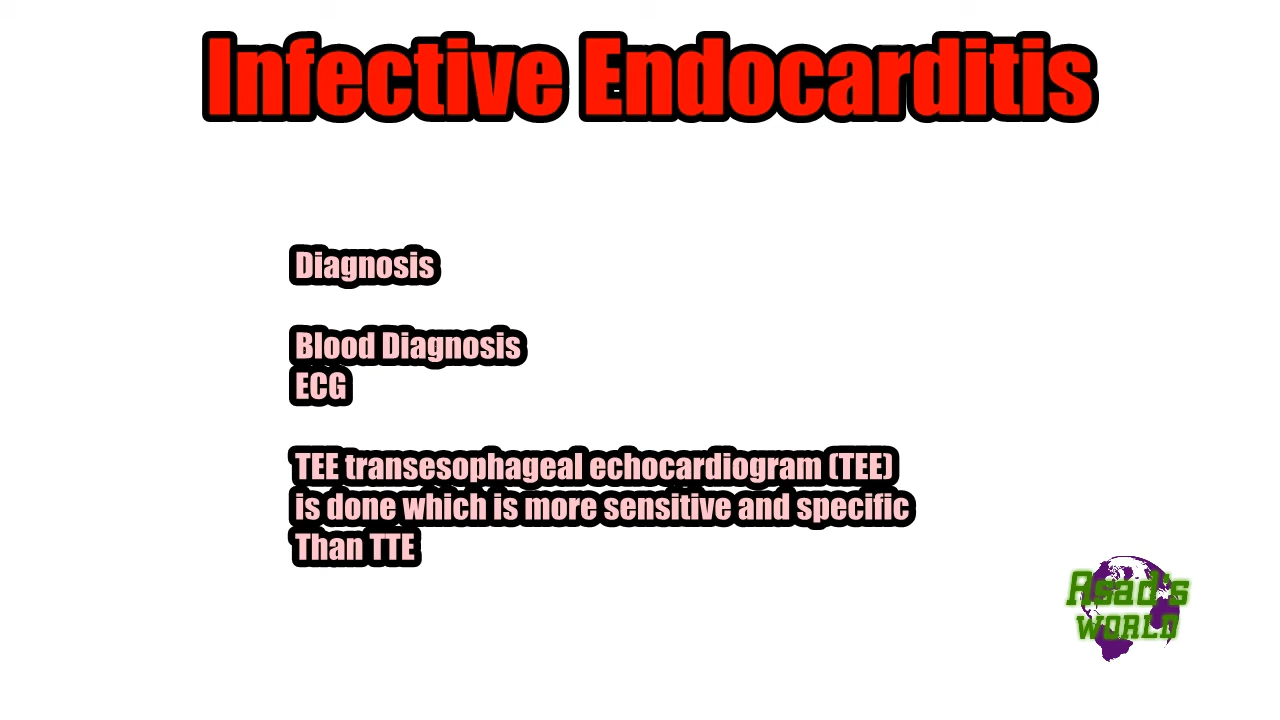 Infective Endocarditis
Diagnosis
Blood Diagnosis
ECG
TEE transesophageal echocardiogram (TEE)
is done which is more sensitive and specific
Than TTE
Asad's
WORLD